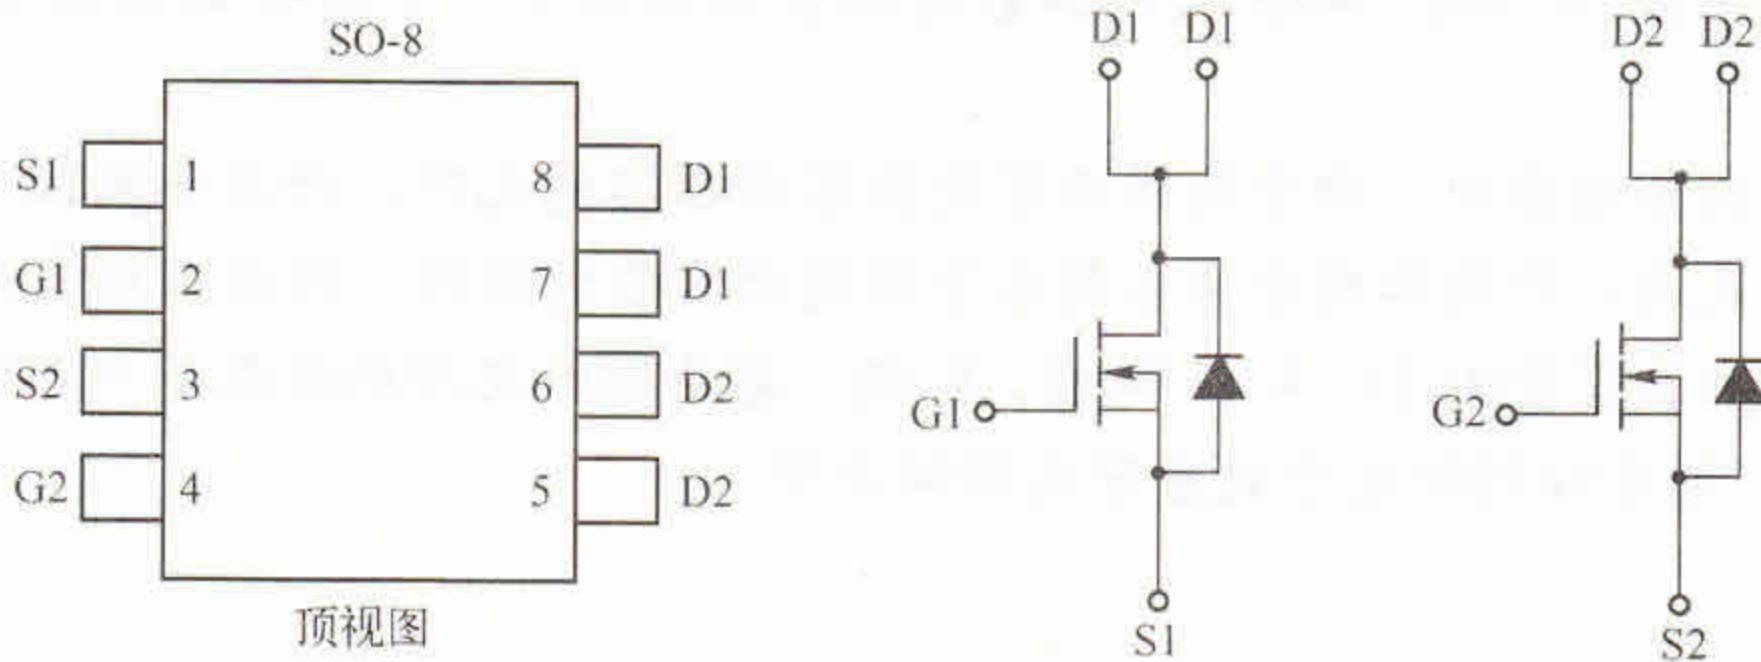 SO-8
S1 1 8 D1
G1 2 7 D1
S2 3 6 D2
G2 4 5 D2
顶视图
D1 D1
G1
S1
D2 D2
G2
S2